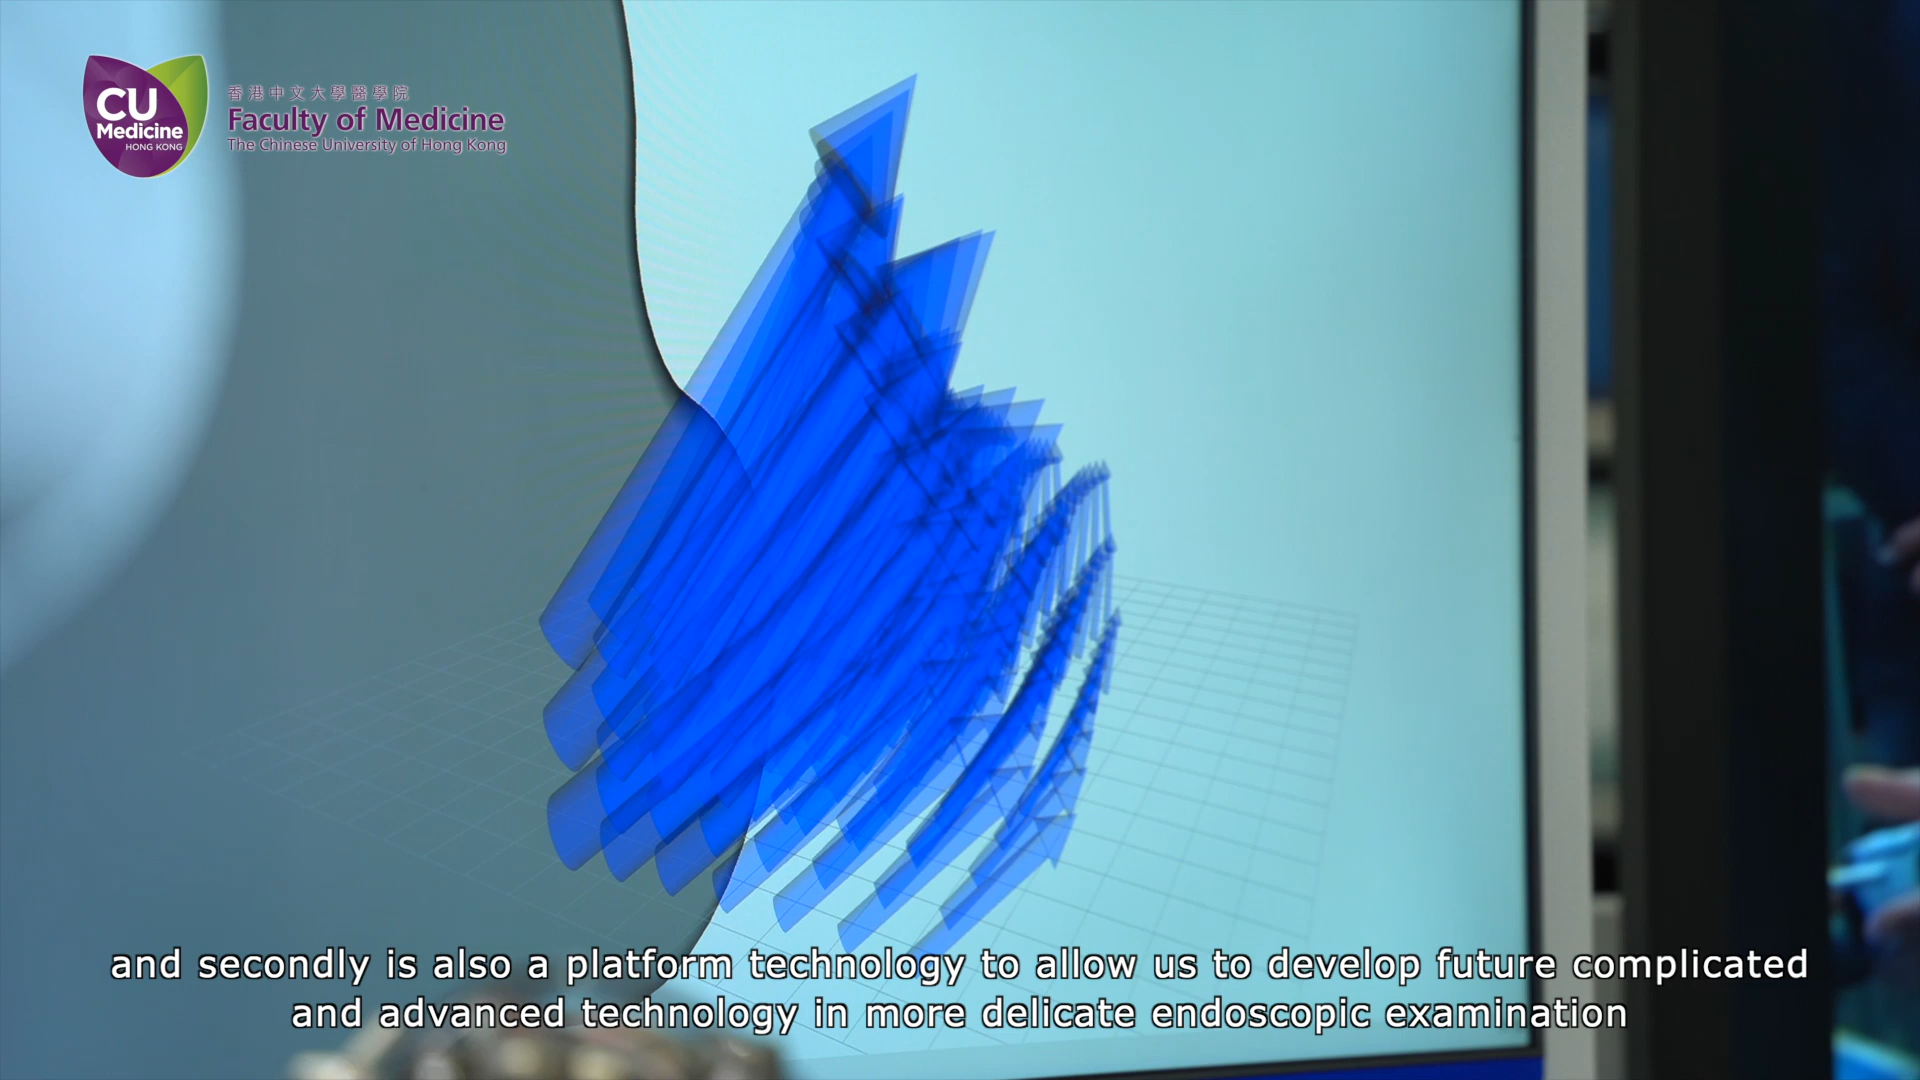 CU
Medicine
HONG KONG
香港中文大學醫學院
Faculty of Medicine
The Chinese University of Hong Kong
and secondly is also a platform technology to allow us to develop future complicated
and advanced technology in more delicate endoscopic examination